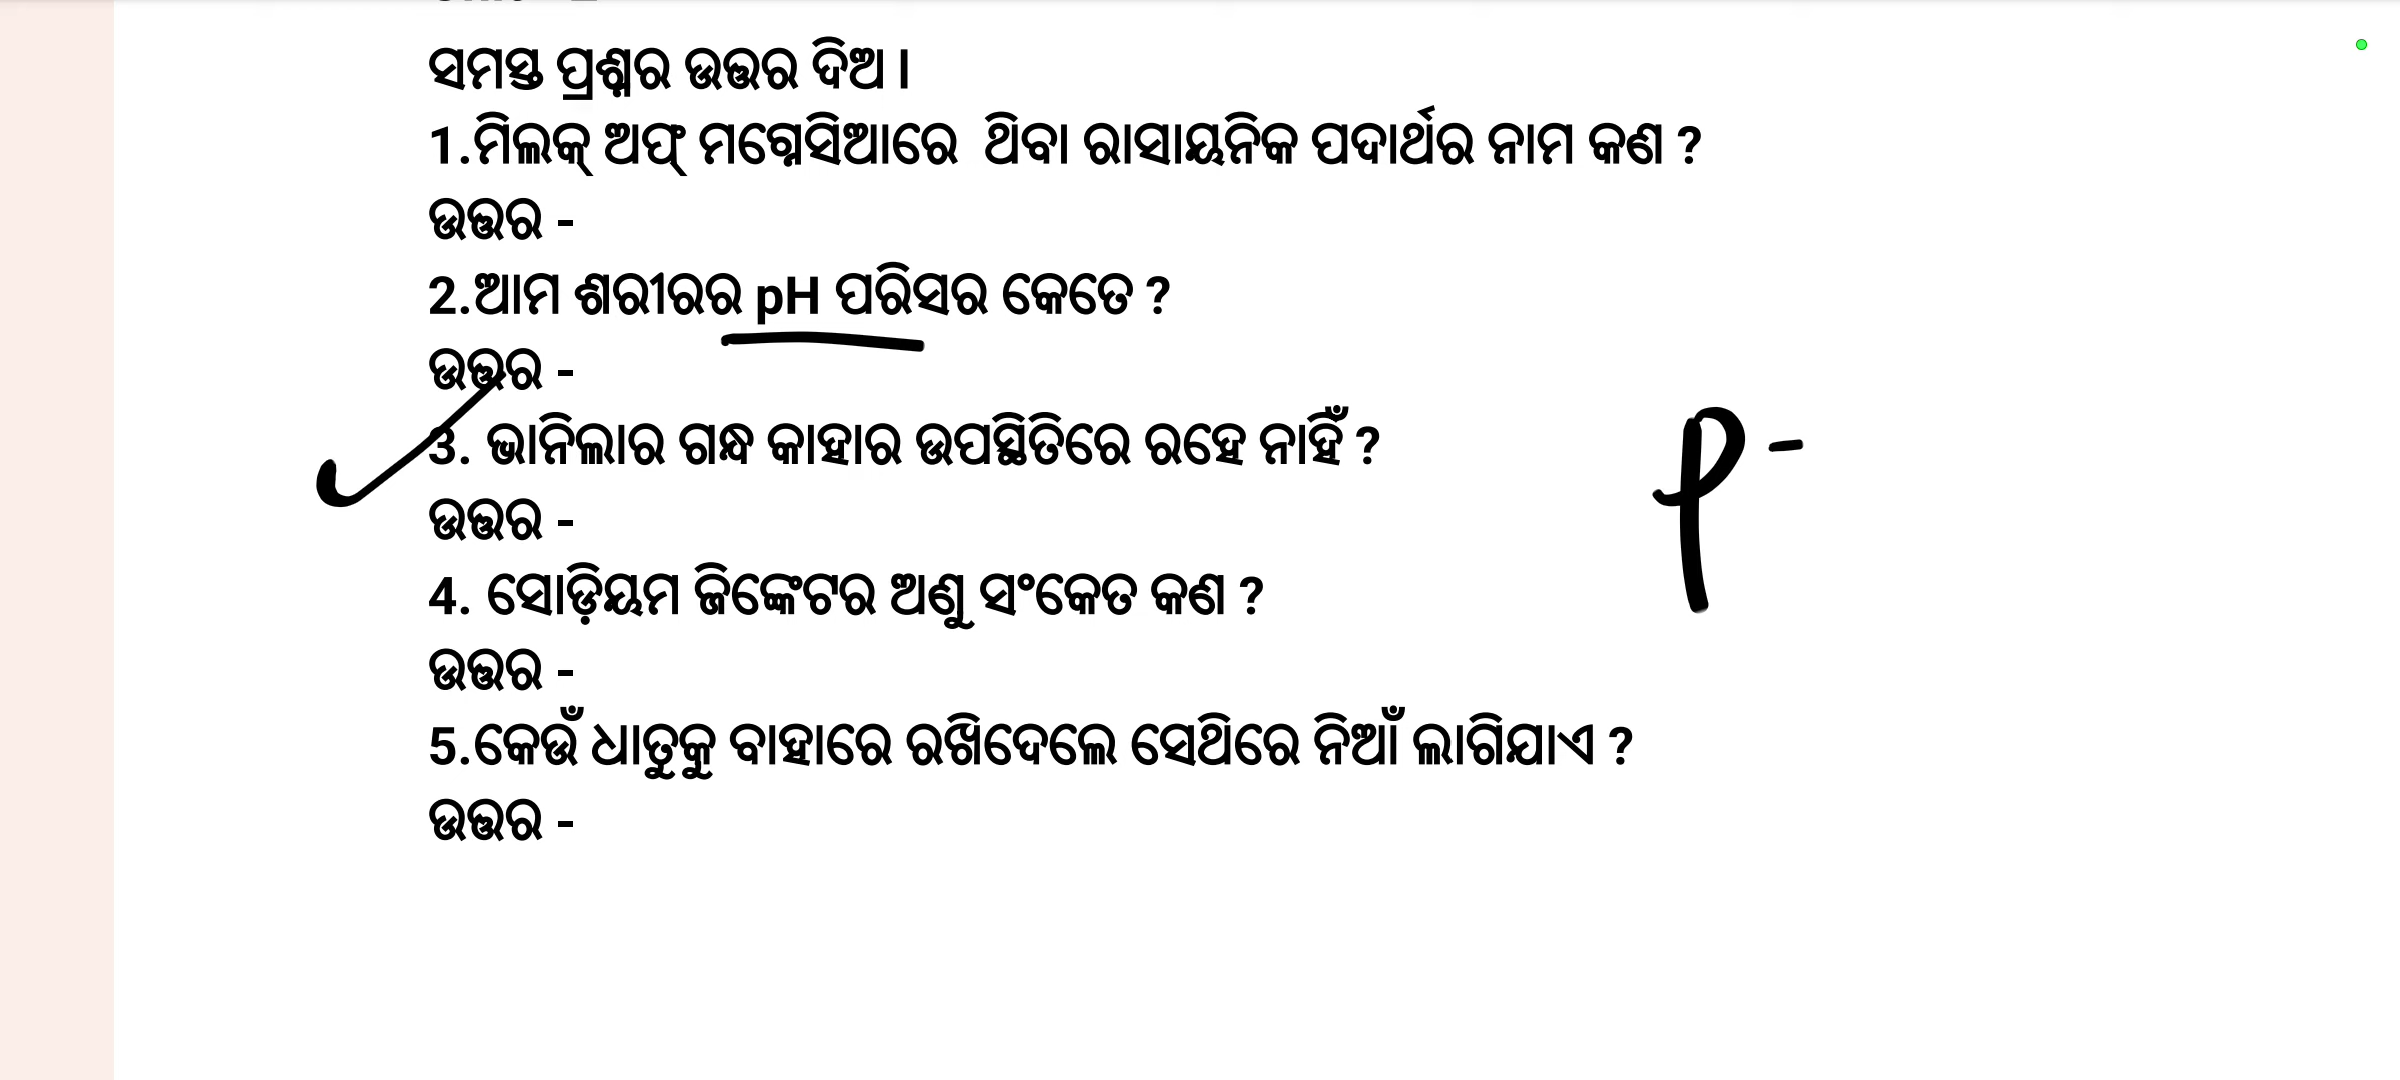 ସମସ୍ତ ପ୍ରଶ୍ନର ଉତ୍ତର ଦିଅ ।
1.ମିଲକ୍ ଅଫ୍ ମଗ୍ନେସିଆରେ ଥିବା ରାସାୟନିକ ପଦାର୍ଥର ନାମ କଣ ?
ଉତ୍ତର -
2.ଆମ ଶରୀରର pH ପରିସର କେତେ ?
ଉତ୍ତର -
3. ଭାନିଲାର ଗନ୍ଧ କାହାର ଉପସ୍ଥିତିରେ ରହେ ନାହିଁ ?
P -
ଉତ୍ତର -
4. ସୋଡ଼ିୟମ ଜିଙ୍କେଟର ଅଣୁ ସଂକେତ କଣ ?
ଉତ୍ତର -
5.କେଉଁ ଧାତୁକୁ ବାହାରେ ରଖିଦେଲେ ସେଥିରେ ନିଆଁ ଲାଗିଯାଏ ?
ଉତ୍ତର -